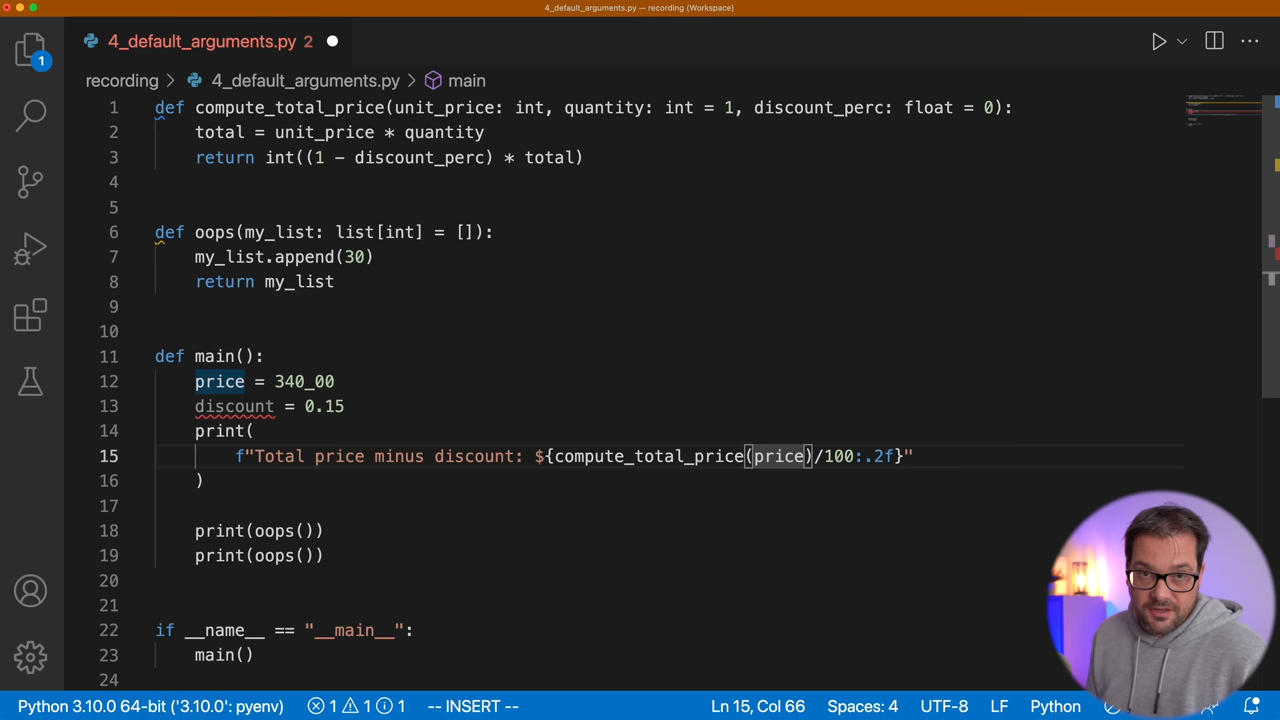 4_default_arguments.py — recording (Workspace)
1
4_default_arguments.py 2
recording > 4_default_arguments.py > main
1 def compute_total_price(unit_price: int, quantity: int = 1, discount_perc: float = 0):
2     total = unit_price * quantity
3     return int((1 - discount_perc) * total)
4
5
6 def oops(my_list: list[int] = []):
7     my_list.append(30)
8     return my_list
9
10
11 def main():
12     price = 340_00
13     discount = 0.15
14     print(
15         f"Total price minus discount: ${compute_total_price(price)/100:.2f}"
16     )
17
18     print(oops())
19     print(oops())
20
21
22 if __name__ == "__main__":
23     main()
24
Python 3.10.0 64-bit ('3.10.0': pyenv) 1 1 1 -- INSERT -- Ln 15, Col 66 Spaces: 4 UTF-8 LF Python